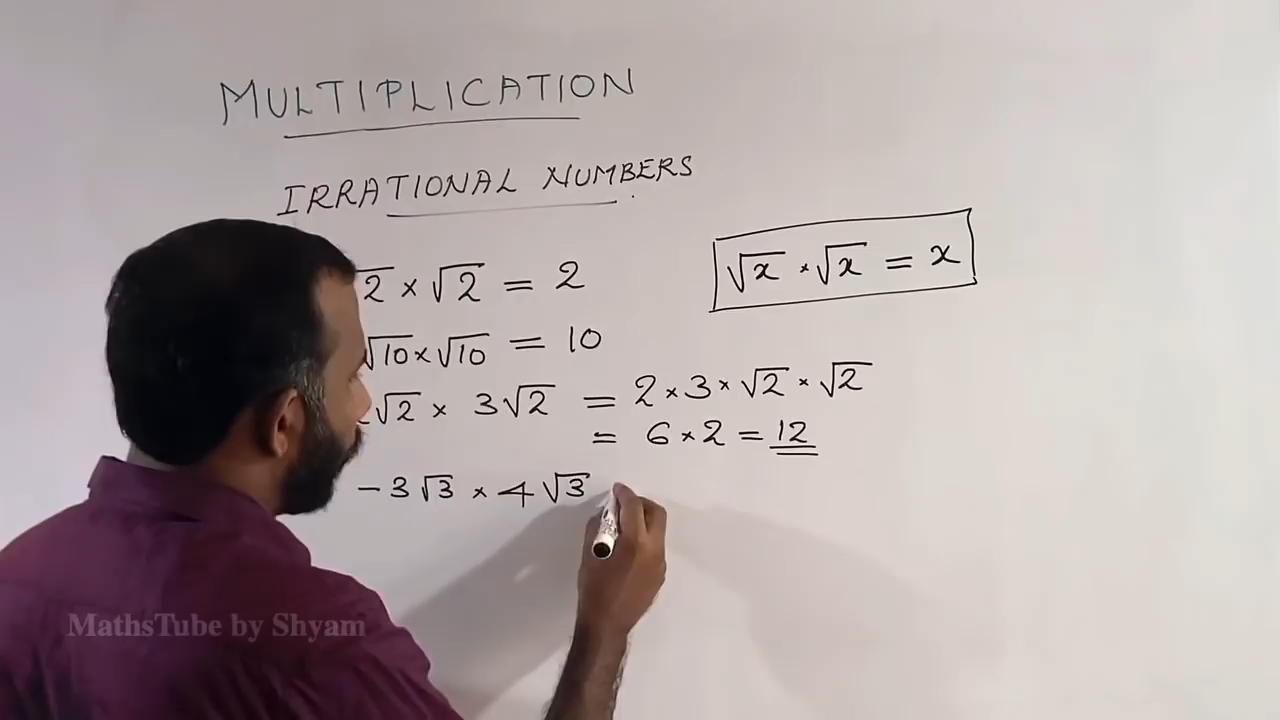 MULTIPLICATION
IRRATIONAL NUMBERS
√x × √x = x
√2 × √2 = 2
√10 × √10 = 10
√2 × 3√2 = 2 × 3 × √2 × √2
= 6 × 2 = 12
-3√3 × 4√3
MathsTube by Shyam